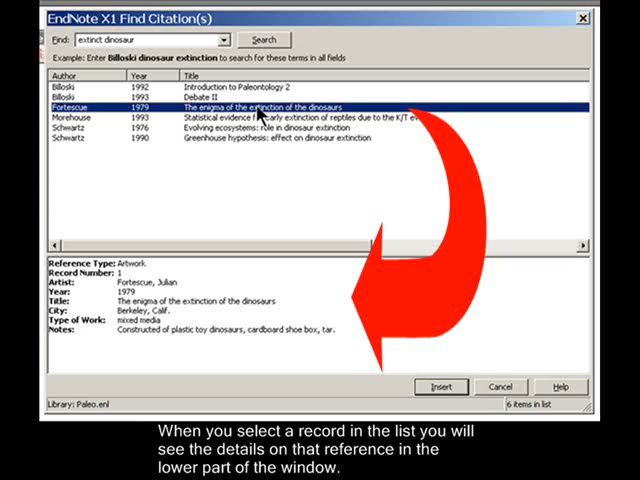 EndNote X1 Find Citation(s)
Find: extinct dinosaur Search
Example: Enter Billoski dinosaur extinction to search for these terms in all fields
Author Year Title
Billoski 1992 Introduction to Paleontology 2
Billoski 1993 Debate II
Fortescue 1979 The enigma of the extinction of the dinosaurs
Morehouse 1993 Statistical evidence early extinction of reptiles due to the K/T
Schwartz 1976 Evolving ecosystems: role in dinosaur extinction
Schwartz 1990 Greenhouse hypothesis: effect on dinosaur extinction
Reference Type: Artwork
Record Number: 1
Artist: Fortescue, Julian
Year: 1979
Title: The enigma of the extinction of the dinosaurs
City: Berkeley, Calif.
Type of Work: mixed media
Notes: Constructed of plastic toy dinosaurs, cardboard shoe box, tar.
Insert Cancel Help
Library: Paleo.enl 6 items in list
When you select a record in the list you will
see the details on that reference in the
lower part of the window.